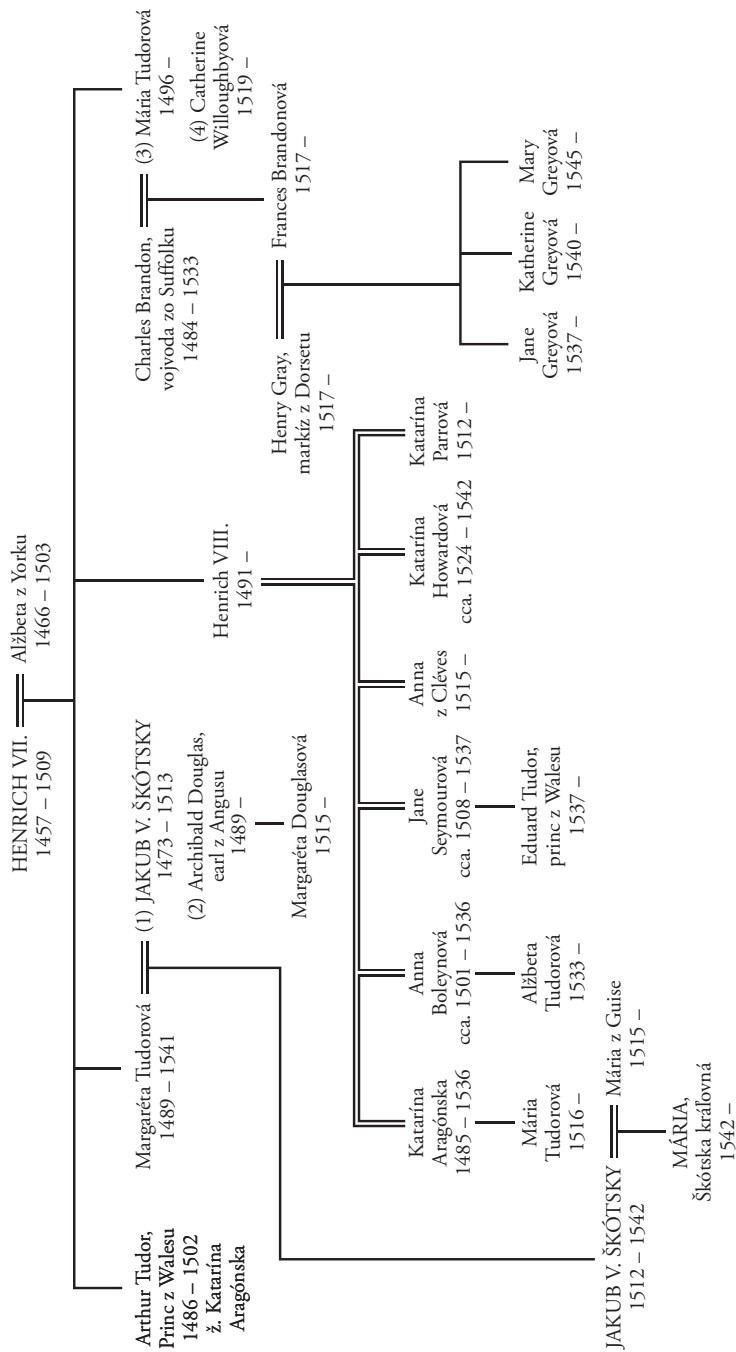 HENRICH VII.
1457 – 1509
Alžbeta z Yorku
1466 – 1503
Arthur Tudor,
Princ z Walesu
1486 – 1502
ž. Katarína
Aragónska
Margaréta Tudorová
1489 – 1541
(1) JAKUB V. ŠKÓTSKY
1473 – 1513
(2) Archibald Douglas,
earl z Angusu
1489 –
Margaréta Douglasová
1515 –
Henrich VIII.
1491 –
Charles Brandon,
vojvoda zo Suffolku
1484 – 1533
(3) Mária Tudorová
1496 –
(4) Catherine
Willoughbyová
1519 –
Henry Gray,
markíz z Dorsetu
1517 –
Frances Brandonová
1517 –
Katarína
Aragónska
1485 – 1536
Anna
Boleynová
cca. 1501 – 1536
Jane
Seymourová
cca. 1508 – 1537
Anna
z Cléves
1515 –
Katarína
Howardová
cca. 1524 – 1542
Katarína
Parrová
1512 –
Jane
Greyová
1537 –
Katherine
Greyová
1540 –
Mary
Greyová
1545 –
Mária
Tudorová
1516 –
Alžbeta
Tudorová
1533 –
Eduard Tudor,
princ z Walesu
1537 –
JAKUB V. ŠKÓTSKY
1512 – 1542
Mária z Guise
1515 –
MÁRIA,
Škótska kráľovná
1542 –